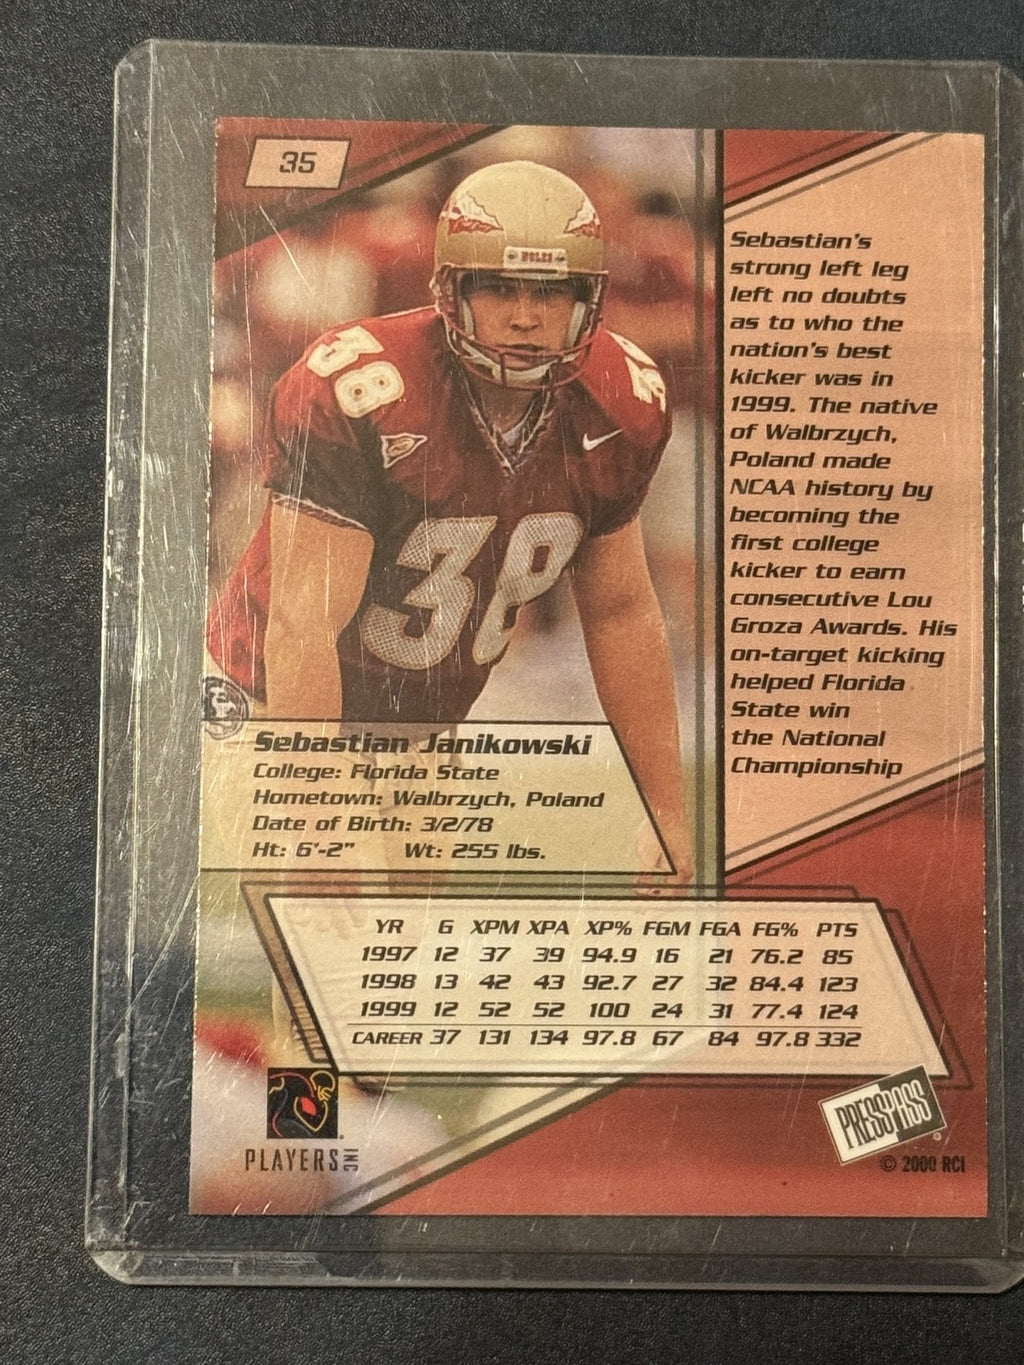 35
NOLES
38
38
Sebastian's
strong left leg
left no doubts
as to who the
nation's best
kicker was in
1999. The native
of Walbrzych,
Poland made
NCAA history by
becoming the
first college
kicker to earn
consecutive Lou
Groza Awards. His
on-target kicking
helped Florida
State win
the National
Championship
Sebastian Janikowski
College: Florida State
Hometown: Walbrzych, Poland
Date of Birth: 3/2/78
Ht: 6'-2" Wt: 255 lbs.
YR G XPM XPA XP% FGM FGA FG% PTS
1997 12 37 39 94.9 16 21 76.2 85
1998 13 42 43 92.7 27 32 84.4 123
1999 12 52 52 100 24 31 77.4 124
CAREER 37 131 134 97.8 67 84 97.8 332
PLAYERS INC
PRESS PASS
© 2000 RCI